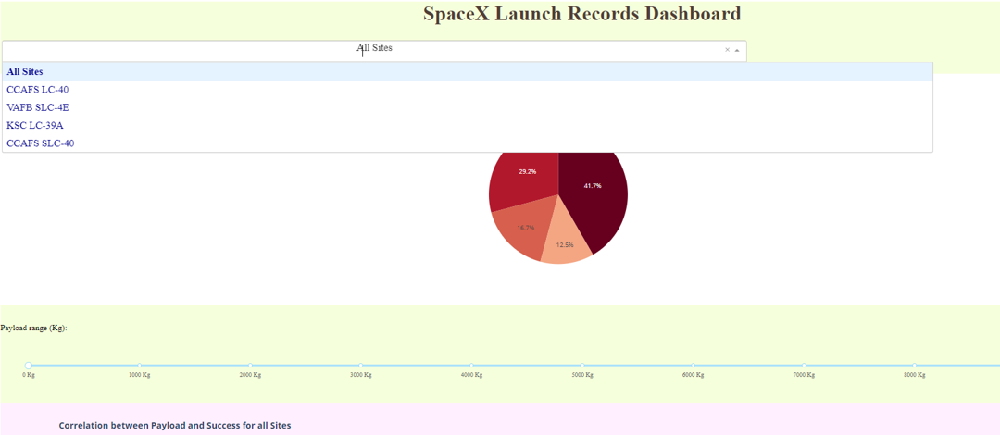 SpaceX Launch Records Dashboard
All Sites
× 
All Sites
CCAFS LC-40
VAFB SLC-4E
KSC LC-39A
CCAFS SLC-40
29.2%
41.7%
16.7%
12.5%
Payload range (Kg):
0 Kg 1000 Kg 2000 Kg 3000 Kg 4000 Kg 5000 Kg 6000 Kg 7000 Kg 8000 Kg
Correlation between Payload and Success for all Sites